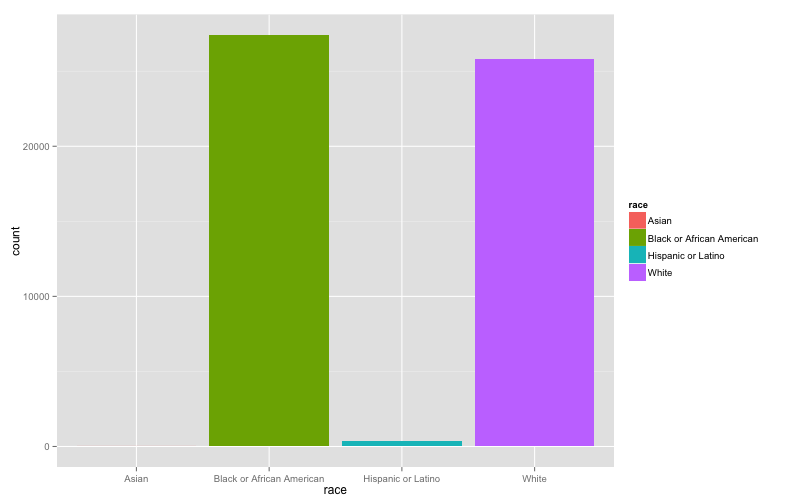 20000
10000
0
count
Asian
Black or African American
Hispanic or Latino
White
race
race
Asian
Black or African American
Hispanic or Latino
White